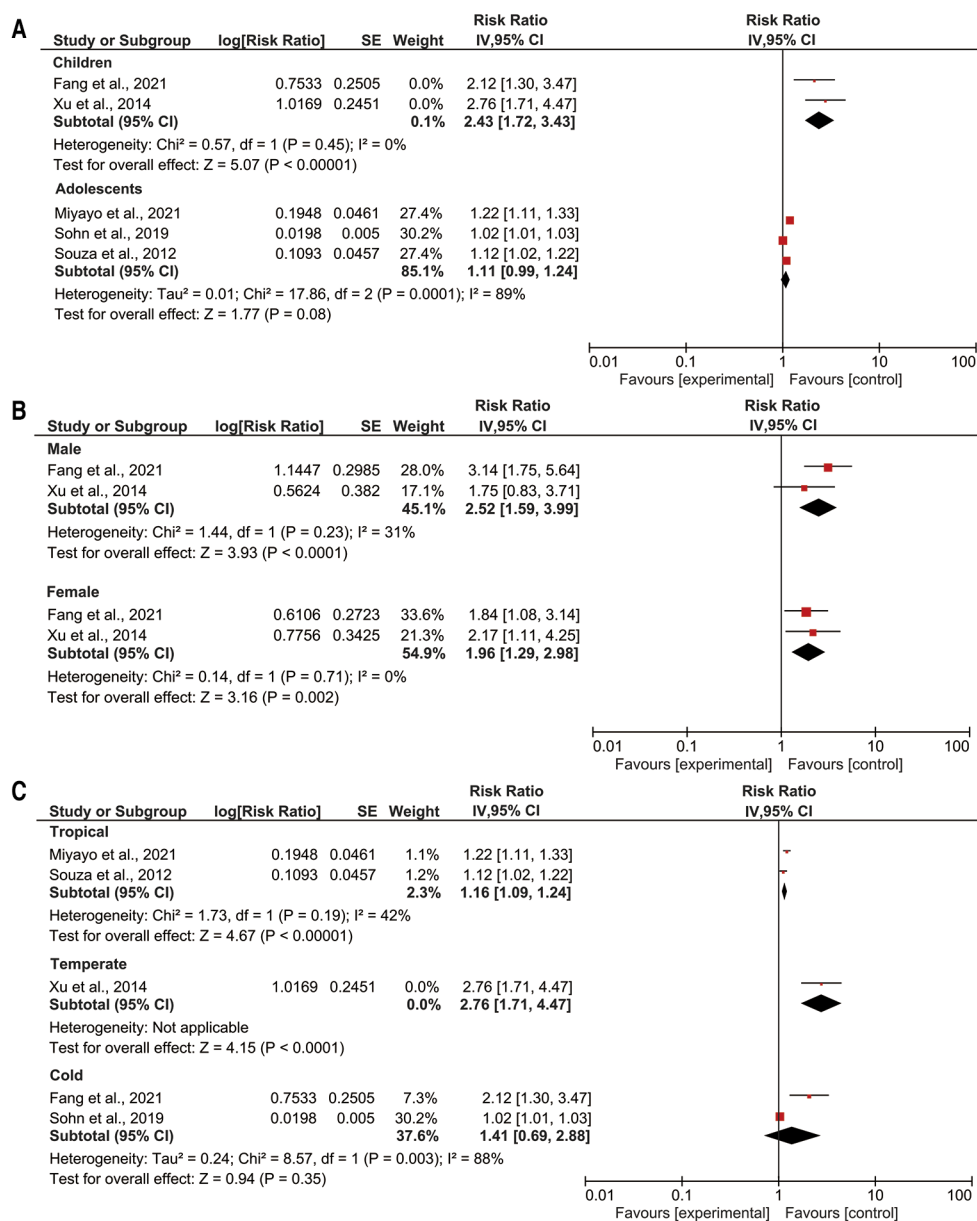 A
Risk Ratio Risk Ratio
Study or Subgroup log[Risk Ratio] SE Weight IV,95% CI IV,95% CI
Children
Fang et al., 2021 0.7533 0.2505 0.0% 2.12 [1.30, 3.47]
Xu et al., 2014 1.0169 0.2451 0.0% 2.76 [1.71, 4.47]
Subtotal (95% CI) 0.1% 2.43 [1.72, 3.43]
Heterogeneity: Chi² = 0.57, df = 1 (P = 0.45); I² = 0%
Test for overall effect: Z = 5.07 (P < 0.00001)
Adolescents
Miyayo et al., 2021 0.1948 0.0461 27.4% 1.22 [1.11, 1.33]
Sohn et al., 2019 0.0198 0.005 30.2% 1.02 [1.01, 1.03]
Souza et al., 2012 0.1093 0.0457 27.4% 1.12 [1.02, 1.22]
Subtotal (95% CI) 85.1% 1.11 [0.99, 1.24]
Heterogeneity: Tau² = 0.01; Chi² = 17.86, df = 2 (P = 0.0001); I² = 89%
Test for overall effect: Z = 1.77 (P = 0.08)
0.01 0.1 1 10 100
Favours [experimental] Favours [control]
B
Risk Ratio Risk Ratio
Study or Subgroup log[Risk Ratio] SE Weight IV,95% CI IV,95% CI
Male
Fang et al., 2021 1.1447 0.2985 28.0% 3.14 [1.75, 5.64]
Xu et al., 2014 0.5624 0.382 17.1% 1.75 [0.83, 3.71]
Subtotal (95% CI) 45.1% 2.52 [1.59, 3.99]
Heterogeneity: Chi² = 1.44, df = 1 (P = 0.23); I² = 31%
Test for overall effect: Z = 3.93 (P < 0.0001)
Female
Fang et al., 2021 0.6106 0.2723 33.6% 1.84 [1.08, 3.14]
Xu et al., 2014 0.7756 0.3425 21.3% 2.17 [1.11, 4.25]
Subtotal (95% CI) 54.9% 1.96 [1.29, 2.98]
Heterogeneity: Chi² = 0.14, df = 1 (P = 0.71); I² = 0%
Test for overall effect: Z = 3.16 (P = 0.002)
0.01 0.1 1 10 100
Favours [experimental] Favours [control]
C
Risk Ratio Risk Ratio
Study or Subgroup log[Risk Ratio] SE Weight IV,95% CI IV,95% CI
Tropical
Miyayo et al., 2021 0.1948 0.0461 1.1% 1.22 [1.11, 1.33]
Souza et al., 2012 0.1093 0.0457 1.2% 1.12 [1.02, 1.22]
Subtotal (95% CI) 2.3% 1.16 [1.09, 1.24]
Heterogeneity: Chi² = 1.73, df = 1 (P = 0.19); I² = 42%
Test for overall effect: Z = 4.67 (P < 0.00001)
Temperate
Xu et al., 2014 1.0169 0.2451 0.0% 2.76 [1.71, 4.47]
Subtotal (95% CI) 0.0% 2.76 [1.71, 4.47]
Heterogeneity: Not applicable
Test for overall effect: Z = 4.15 (P < 0.0001)
Cold
Fang et al., 2021 0.7533 0.2505 7.3% 2.12 [1.30, 3.47]
Sohn et al., 2019 0.0198 0.005 30.2% 1.02 [1.01, 1.03]
Subtotal (95% CI) 37.6% 1.41 [0.69, 2.88]
Heterogeneity: Tau² = 0.24; Chi² = 8.57, df = 1 (P = 0.003); I² = 88%
Test for overall effect: Z = 0.94 (P = 0.35)
0.01 0.1 1 10 100
Favours [experimental] Favours [control]